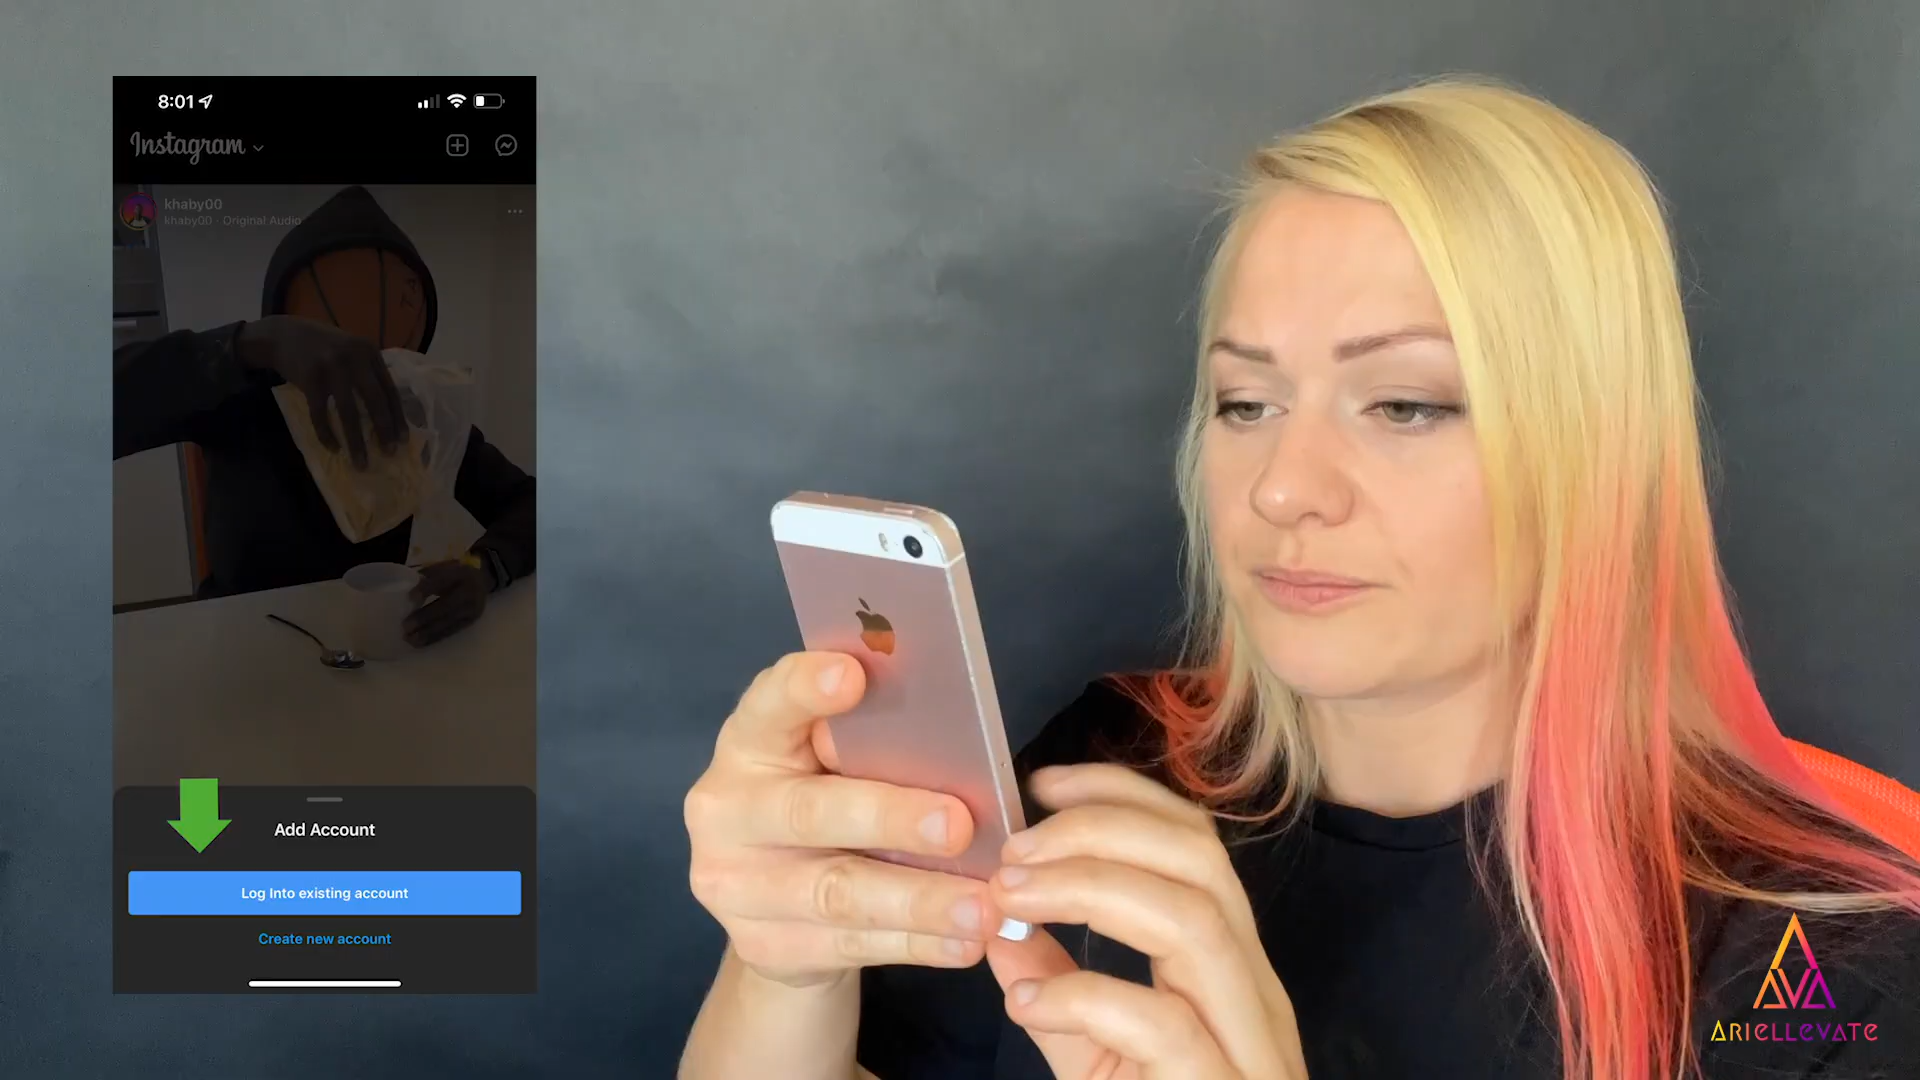 8:01
Instagram
khaby00
khaby00 · Original Audio
Add Account
Log Into existing account
Create new account
ARIELLEVATE